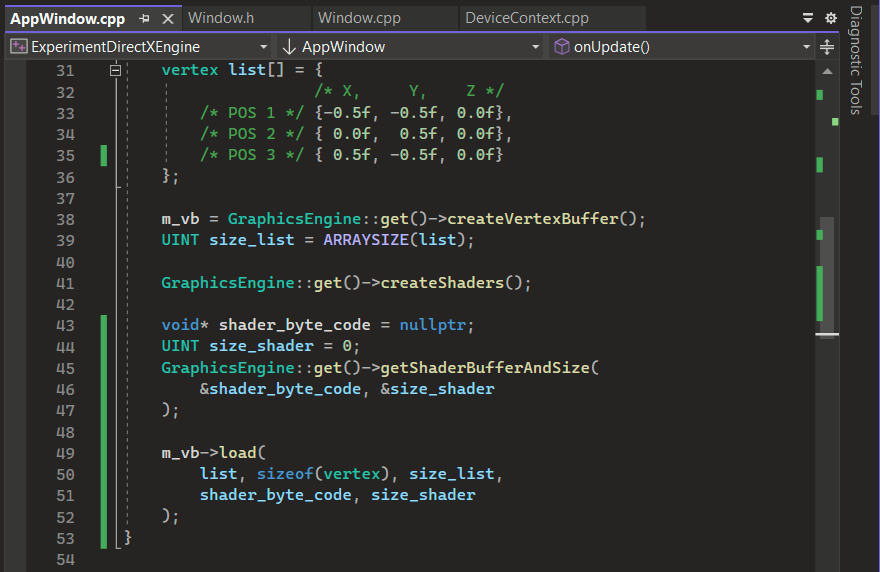 AppWindow.cpp Window.h Window.cpp DeviceContext.cpp
ExperimentDirectXEngine AppWindow onUpdate()
Diagnostic Tools
31 vertex list[] = {
32 /* X, Y, Z */
33 /* POS 1 */ {-0.5f, -0.5f, 0.0f},
34 /* POS 2 */ { 0.0f, 0.5f, 0.0f},
35 /* POS 3 */ { 0.5f, -0.5f, 0.0f}
36 };
37
38 m_vb = GraphicsEngine::get()->createVertexBuffer();
39 UINT size_list = ARRAYSIZE(list);
40
41 GraphicsEngine::get()->createShaders();
42
43 void* shader_byte_code = nullptr;
44 UINT size_shader = 0;
45 GraphicsEngine::get()->getShaderBufferAndSize(
46 &shader_byte_code, &size_shader
47 );
48
49 m_vb->load(
50 list, sizeof(vertex), size_list,
51 shader_byte_code, size_shader
52 );
53 }
54